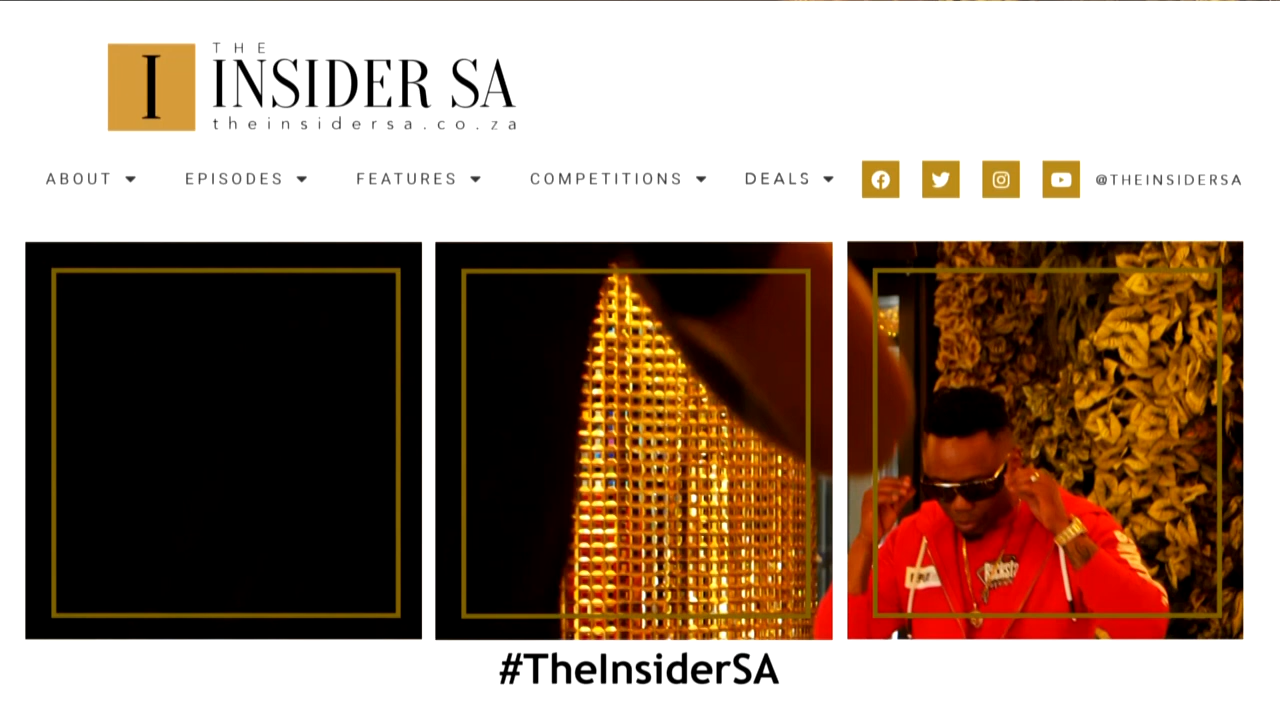 THE
I
INSIDER SA
theinsidersa.co.za
ABOUT
EPISODES
FEATURES
COMPETITIONS
DEALS
@THEINSIDERSA
#TheInsiderSA